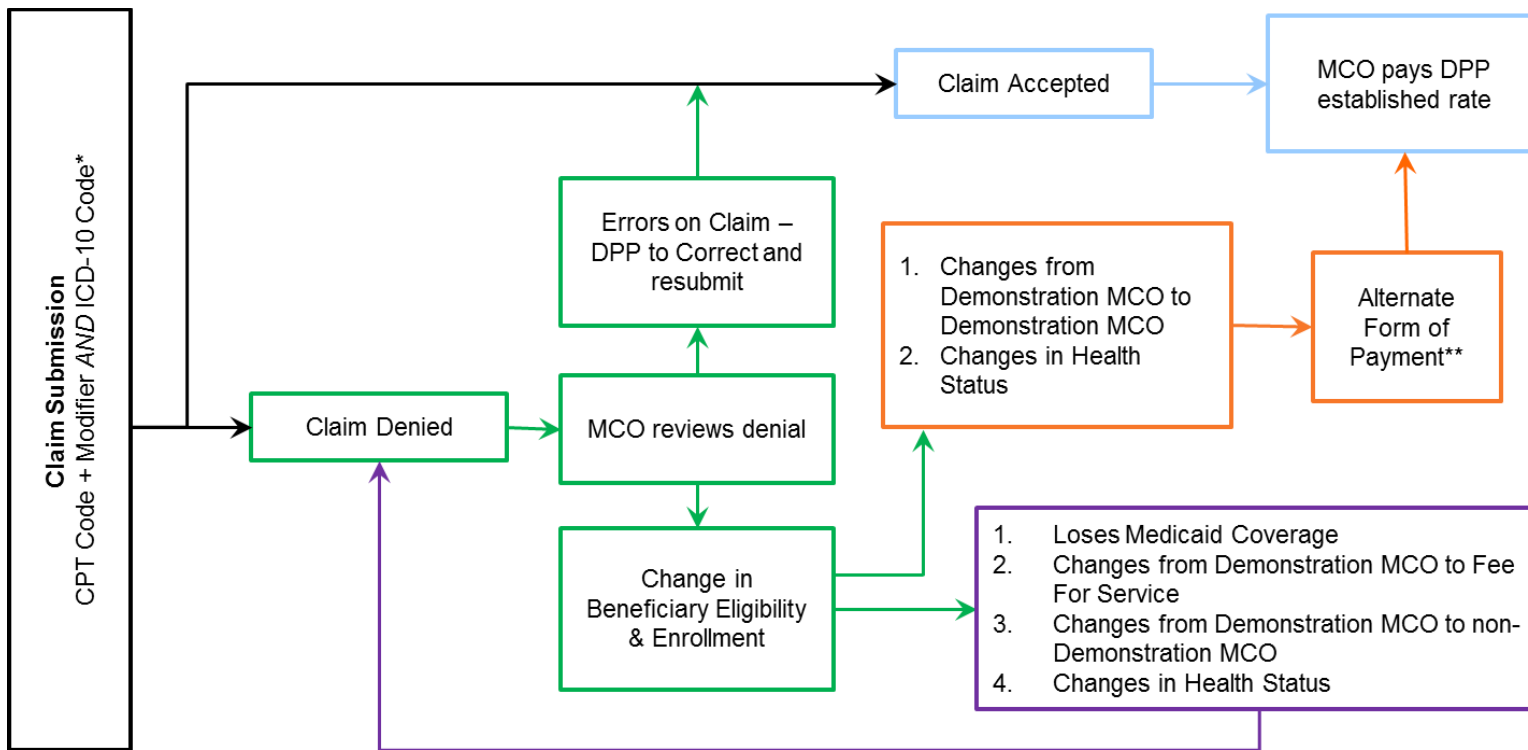 Claim Submission
CPT Code + Modifier AND ICD-10 Code*
Claim Accepted
MCO pays DPP
established rate
Errors on Claim –
DPP to Correct and
resubmit
1. Changes from
Demonstration MCO to
Demonstration MCO
2. Changes in Health
Status
Alternate
Form of
Payment**
Claim Denied
MCO reviews denial
Change in
Beneficiary Eligibility
& Enrollment
1. Loses Medicaid Coverage
2. Changes from Demonstration MCO to Fee
For Service
3. Changes from Demonstration MCO to non-
Demonstration MCO
4. Changes in Health Status